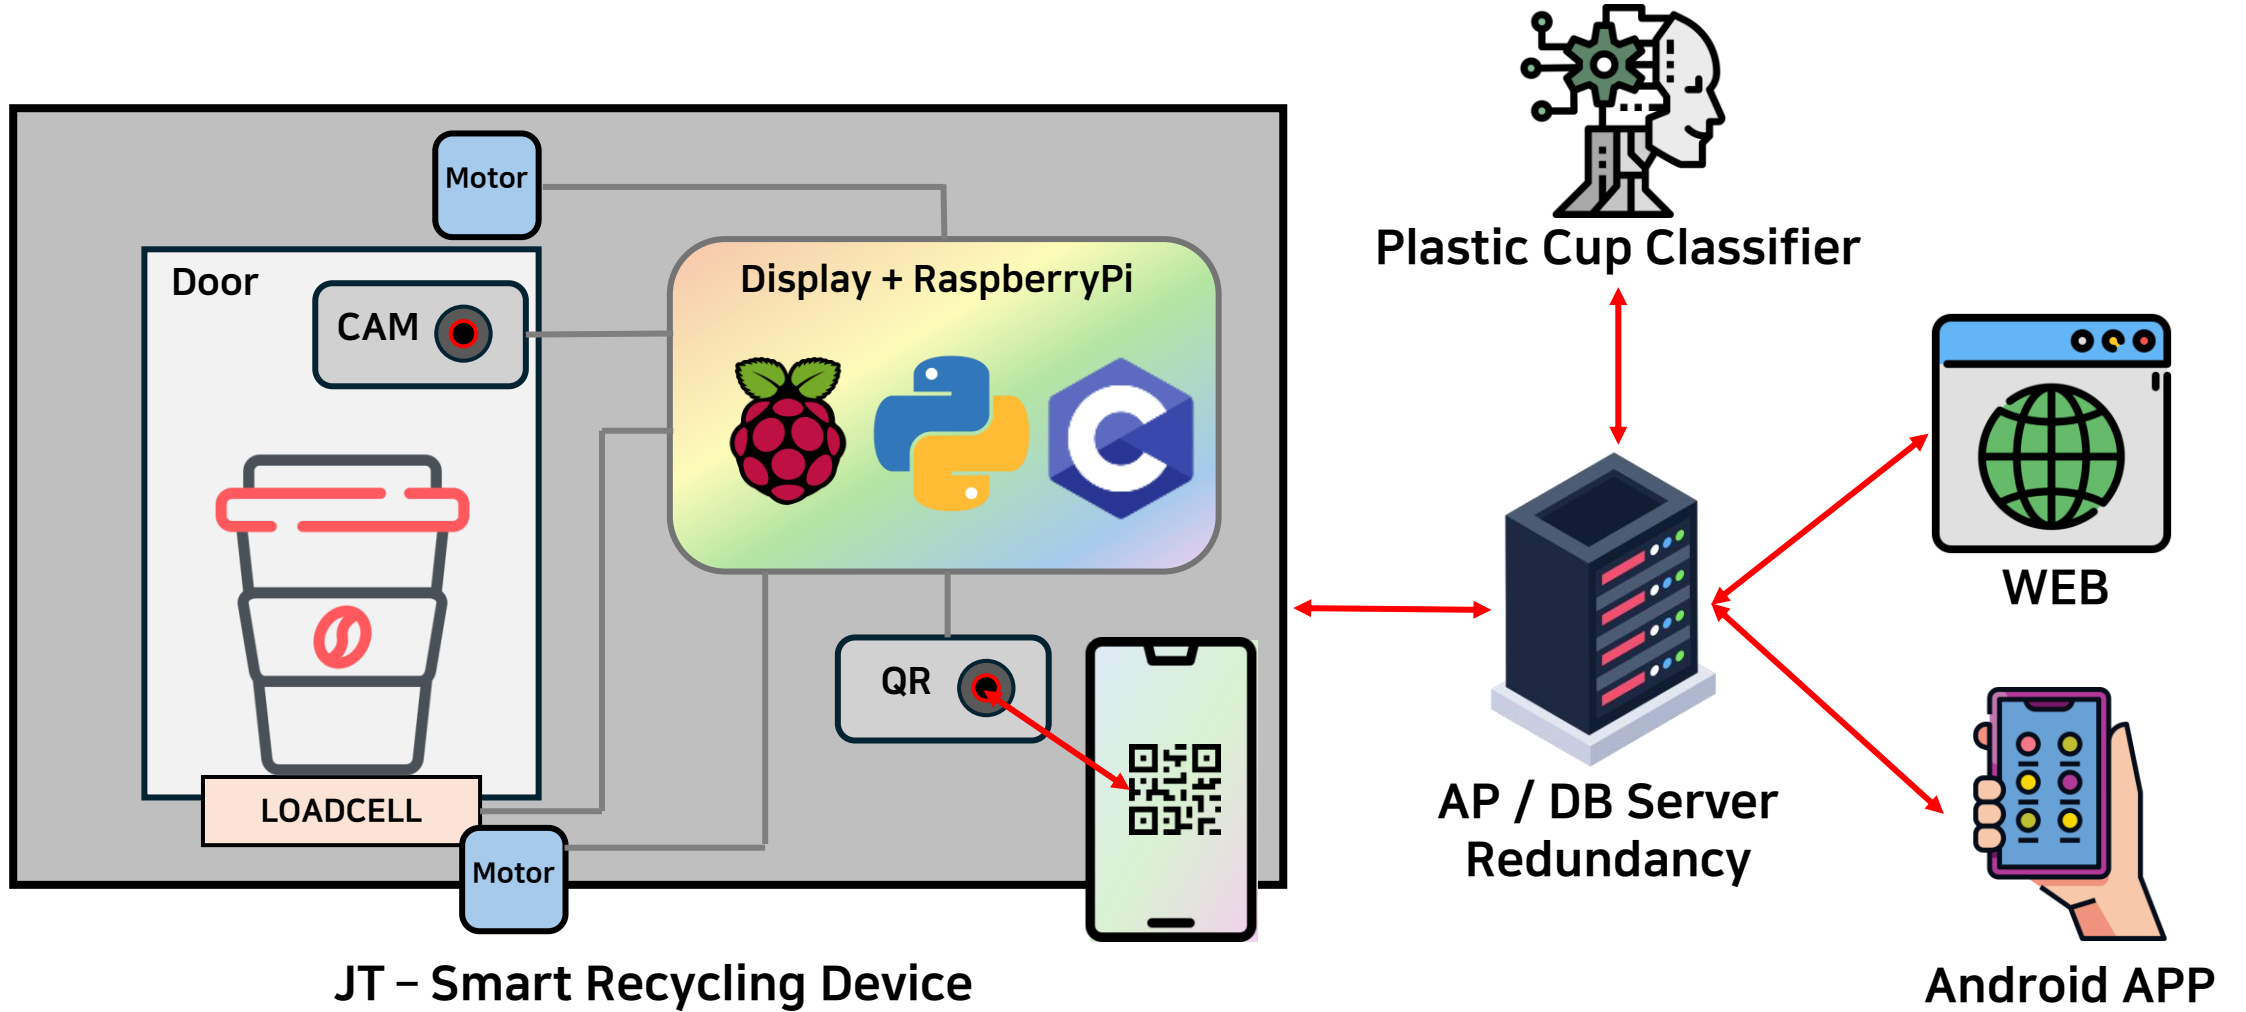 Motor
Door
CAM
Display + RaspberryPi
C
QR
LOADCELL
Motor
JT – Smart Recycling Device
Plastic Cup Classifier
AP / DB Server
Redundancy
WEB
Android APP